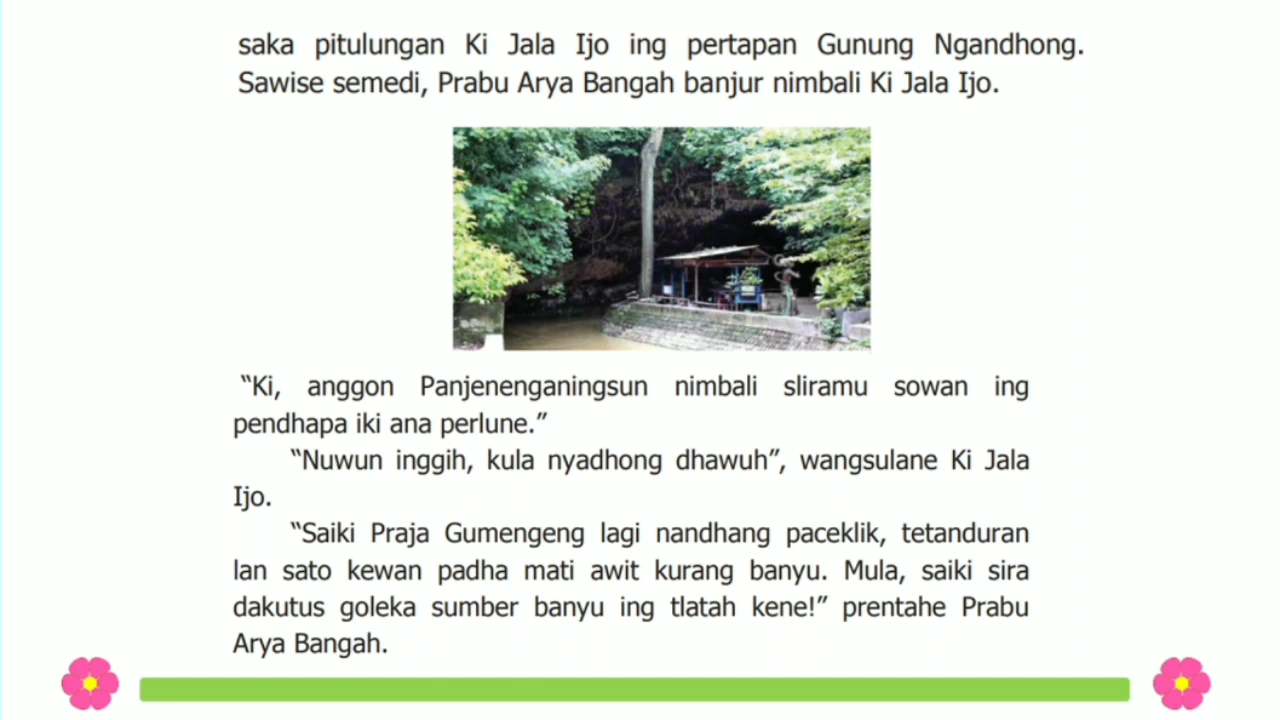 saka pitulungan Ki Jala Ijo ing pertapan Gunung Ngandhong.
Sawise semedi, Prabu Arya Bangah banjur nimbali Ki Jala Ijo.
“Ki, anggon Panjenenganingsun nimbali sliramu sowan ing
pendhapa iki ana perlune.”
“Nuwun inggih, kula nyadhong dhawuh”, wangsulane Ki Jala
Ijo.
“Saiki Praja Gumengeng lagi nandhang paceklik, tetanduran
lan sato kewan padha mati awit kurang banyu. Mula, saiki sira
dakutus goleka sumber banyu ing tlatah kene!” prentahe Prabu
Arya Bangah.